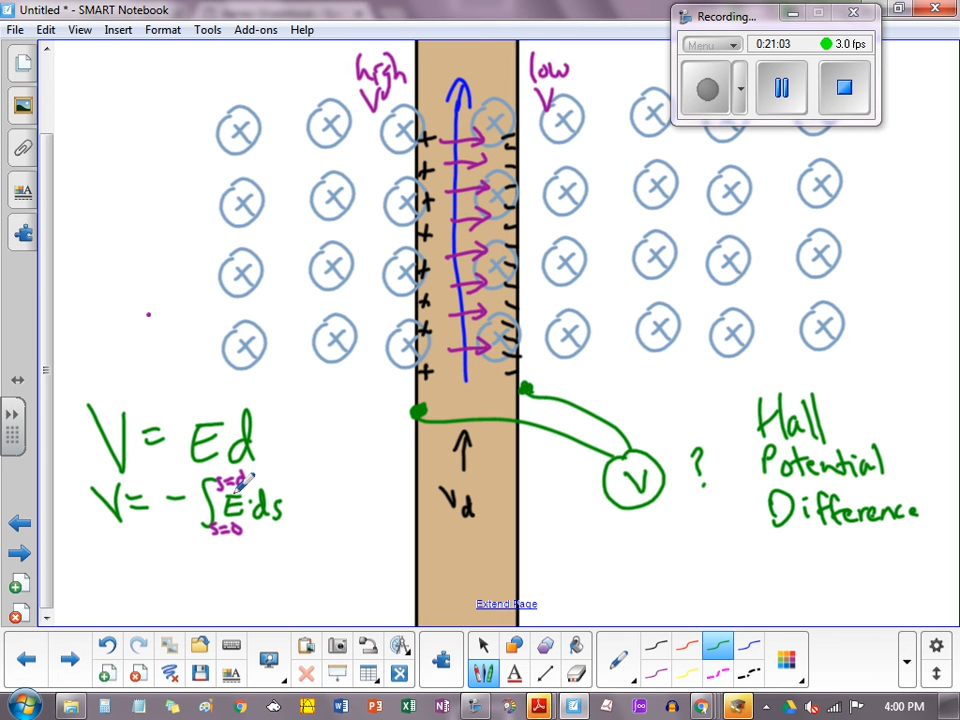 Untitled * - SMART Notebook
File Edit View Insert Format Tools Add-ons Help
Recording...
Menu 0:21:03 3.0 fps
high V
low V
V = Ed
s=d
V = - ∫ E · ds
s=0
V d
V ?
Hall
Potential
Difference
Extend Page
4:00 PM